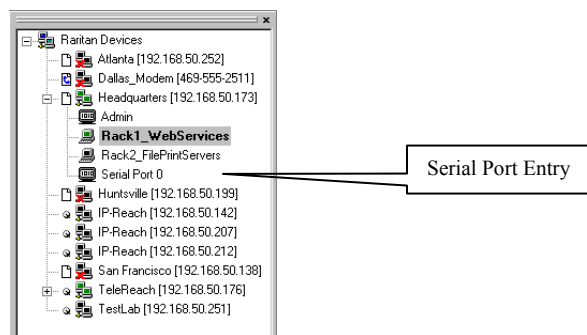 Raritan Devices
Atlanta [192.168.50.252]
Dallas_Modem [469-555-2511]
Headquarters [192.168.50.173]
Admin
Rack1_WebServices
Rack2_FilePrintServers
Serial Port 0
Serial Port Entry
Huntsville [192.168.50.199]
IP-Reach [192.168.50.142]
IP-Reach [192.168.50.207]
IP-Reach [192.168.50.212]
San Francisco [192.168.50.138]
TeleReach [192.168.50.176]
TestLab [192.168.50.251]